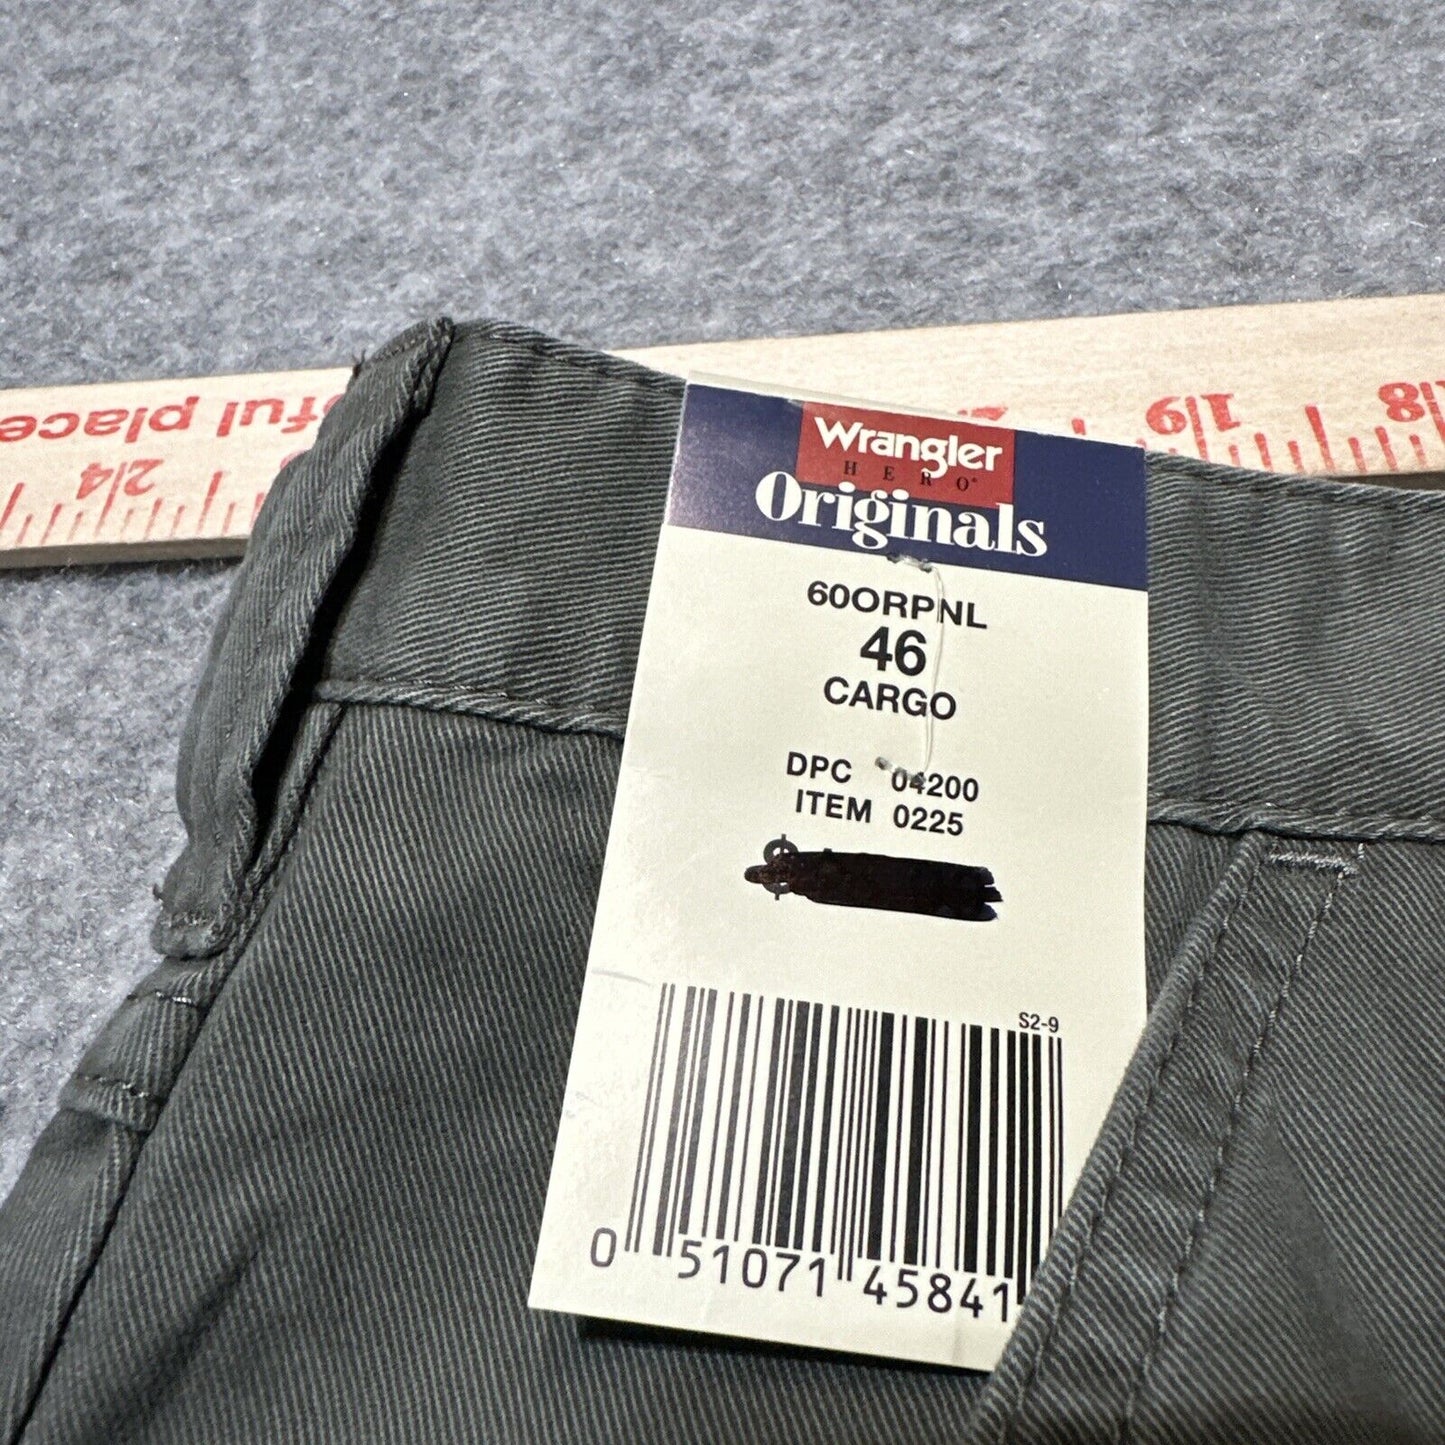 ful place
24
19
18
Wrangler
HERO®
Originals
60ORPNL
46
CARGO
DPC 04200
ITEM 0225
$
S2-9
0 51071 45841